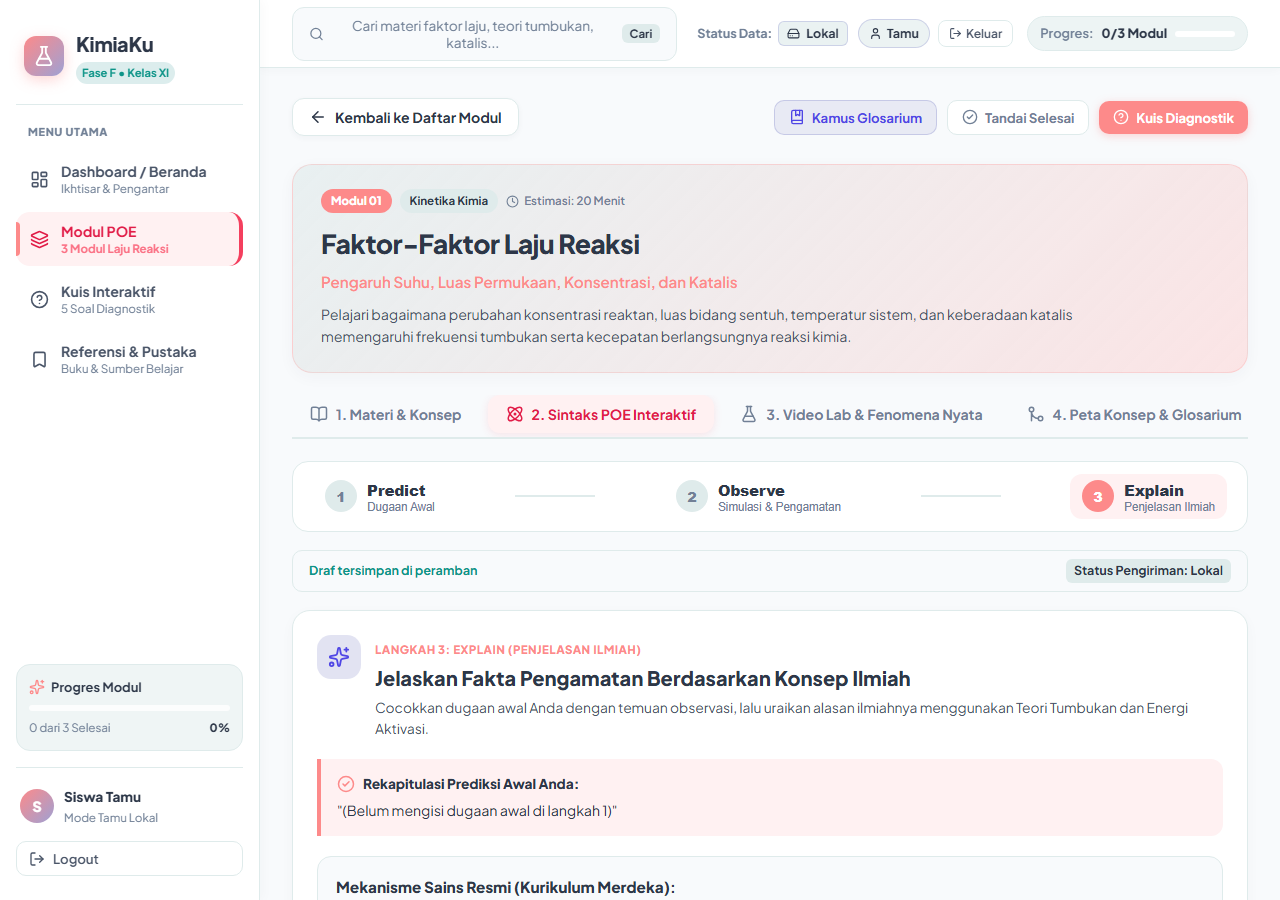 KimiaKu
Fase F • Kelas XI
MENU UTAMA
Dashboard / Beranda
Ikhtisar & Pengantar
Modul POE
3 Modul Laju Reaksi
Kuis Interaktif
5 Soal Diagnostik
Referensi & Pustaka
Buku & Sumber Belajar
Progres Modul
0 dari 3 Selesai 0%
S
Siswa Tamu
Mode Tamu Lokal
Logout
Cari materi faktor laju, teori tumbukan,
katalis...
Cari
Status Data: Lokal Tamu Keluar Progres: 0/3 Modul
Kembali ke Daftar Modul Kamus Glosarium Tandai Selesai Kuis Diagnostik
Modul 01 Kinetika Kimia Estimasi: 20 Menit
Faktor-Faktor Laju Reaksi
Pengaruh Suhu, Luas Permukaan, Konsentrasi, dan Katalis
Pelajari bagaimana perubahan konsentrasi reaktan, luas bidang sentuh, temperatur sistem, dan keberadaan katalis
memengaruhi frekuensi tumbukan serta kecepatan berlangsungnya reaksi kimia.
1. Materi & Konsep 2. Sintaks POE Interaktif 3. Video Lab & Fenomena Nyata 4. Peta Konsep & Glosarium
1 Predict
Dugaan Awal
2 Observe
Simulasi & Pengamatan
3 Explain
Penjelasan Ilmiah
Draf tersimpan di peramban Status Pengiriman: Lokal
LANGKAH 3: EXPLAIN (PENJELASAN ILMIAH)
Jelaskan Fakta Pengamatan Berdasarkan Konsep Ilmiah
Cocokkan dugaan awal Anda dengan temuan observasi, lalu uraikan alasan ilmiahnya menggunakan Teori Tumbukan dan Energi
Aktivasi.
Rekapitulasi Prediksi Awal Anda:
"(Belum mengisi dugaan awal di langkah 1)"
Mekanisme Sains Resmi (Kurikulum Merdeka):